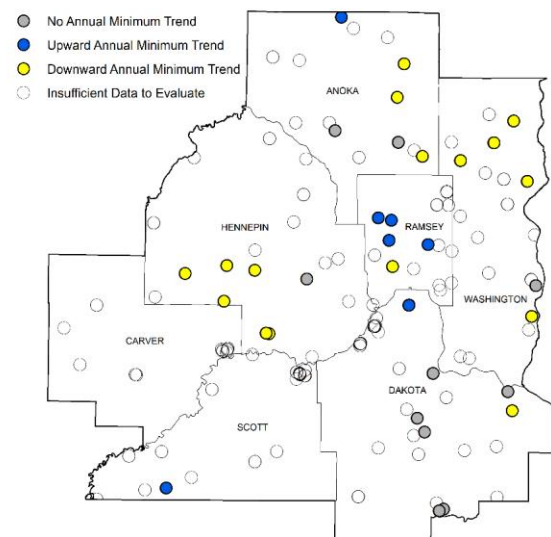 No Annual Minimum Trend
Upward Annual Minimum Trend
Downward Annual Minimum Trend
Insufficient Data to Evaluate
ANOKA
HENNEPIN
RAMSEY
WASHINGTON
CARVER
DAKOTA
SCOTT